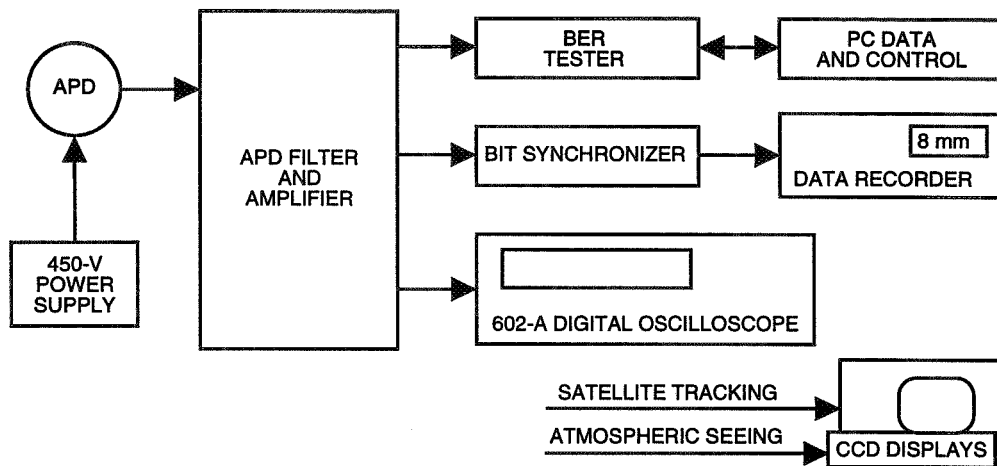 APD
450-V
POWER
SUPPLY
APD FILTER
AND
AMPLIFIER
BER
TESTER
PC DATA
AND CONTROL
BIT SYNCHRONIZER
8 mm
DATA RECORDER
602-A DIGITAL OSCILLOSCOPE
SATELLITE TRACKING
ATMOSPHERIC SEEING
CCD DISPLAYS